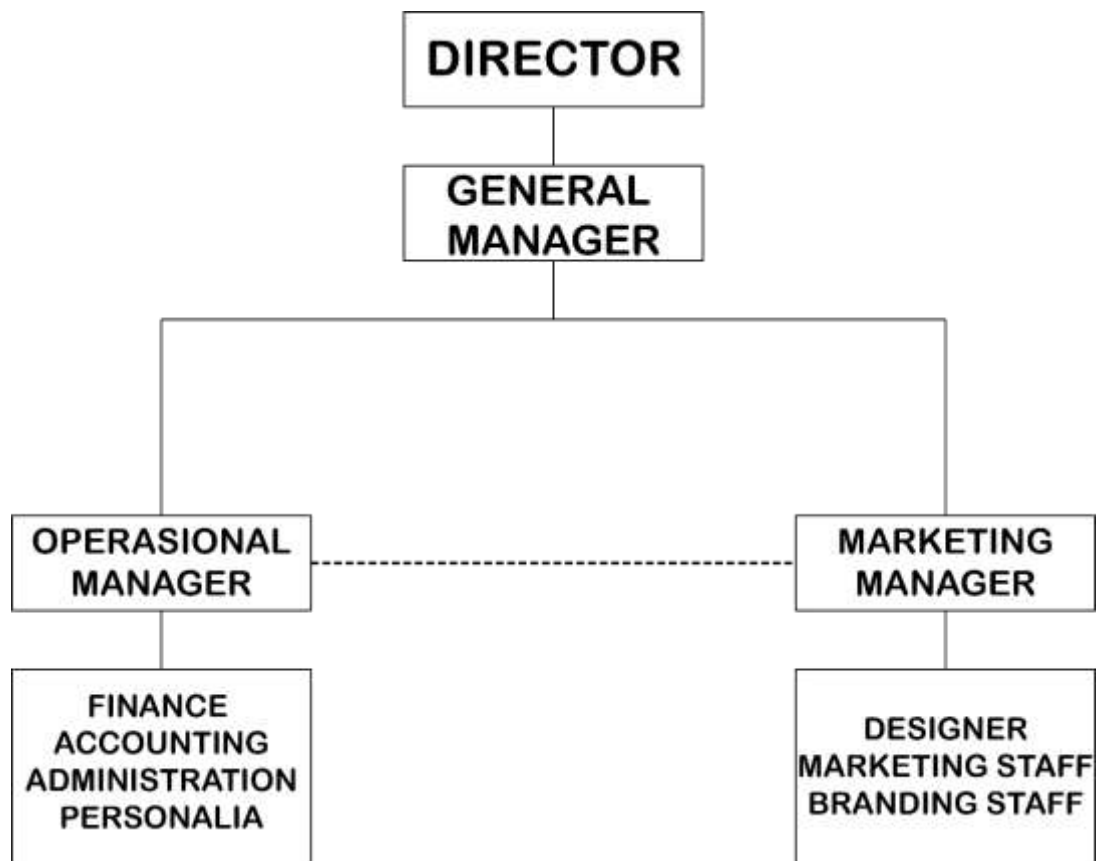 DIRECTOR
GENERAL
MANAGER
OPERASIONAL
MANAGER
MARKETING
MANAGER
FINANCE
ACCOUNTING
ADMINISTRATION
PERSONALIA
DESIGNER
MARKETING STAFF
BRANDING STAFF